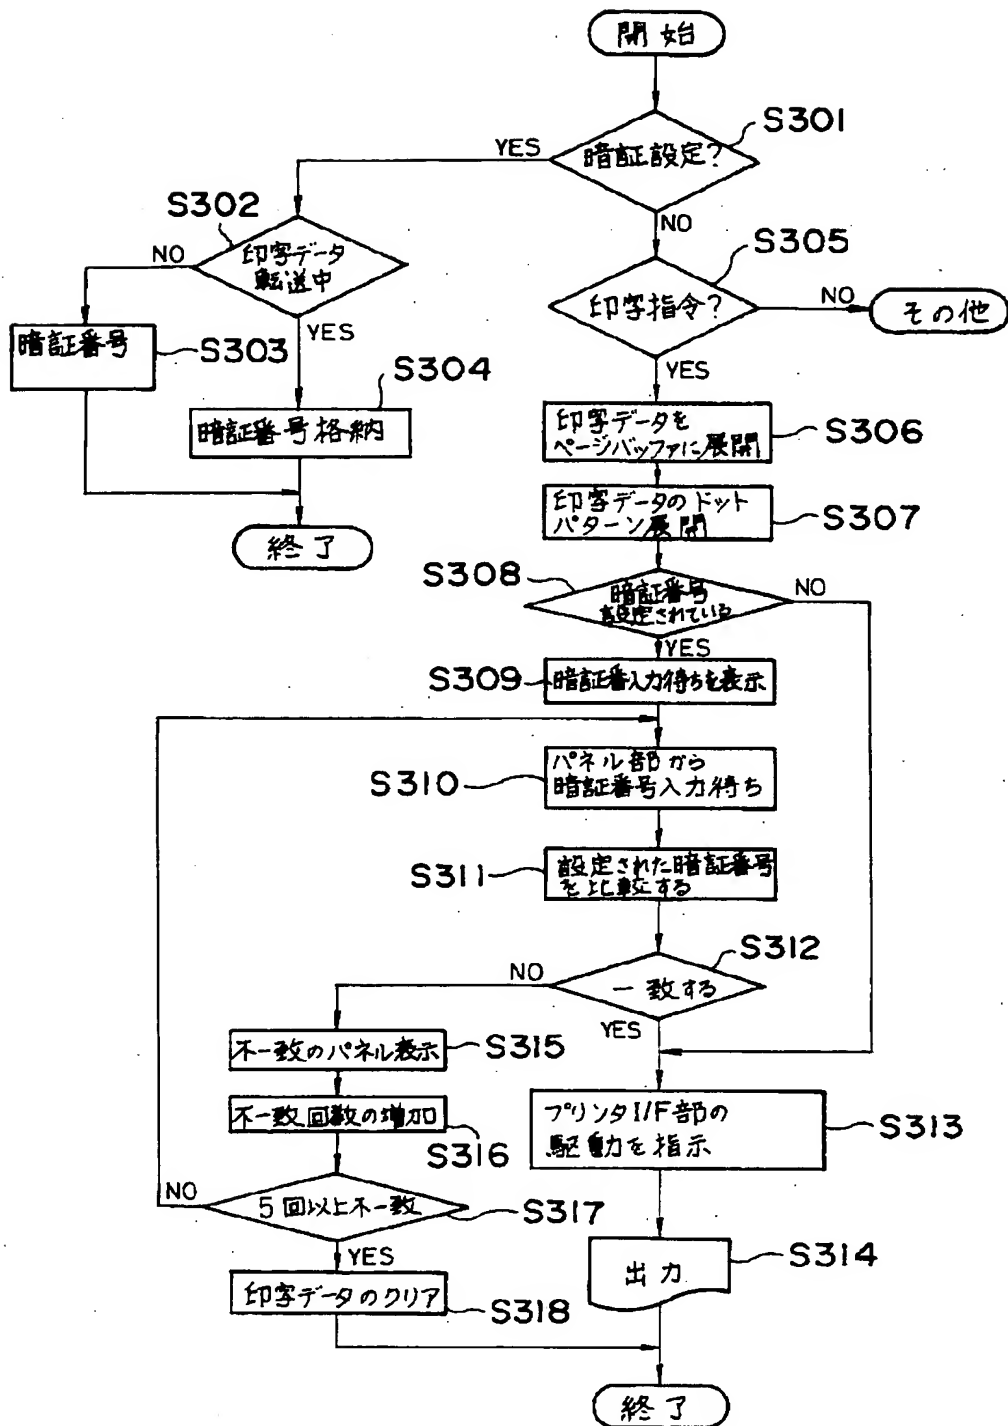 開始
S301
暗証設定?
YES
NO
S302
印字データ
転送中
NO
YES
S305
印字指令?
NO
その他
YES
暗証番号
S303
S304
暗証番号格納
終了
印字データを
ページバッファに展開
S306
印字データのドット
パターン展開
S307
S308
暗証番号
設定されている
NO
YES
S309
暗証番入力待ちを表示
S310
パネル部から
暗証番号入力待ち
S311
設定された暗証番号
を比較する
S312
一致する
NO
YES
不一致のパネル表示
S315
不一致回数の増加
S316
NO
5回以上不一致
S317
YES
印字データのクリア
S318
プリンタI/F部の
駆動を指示
S313
出力
S314
終了